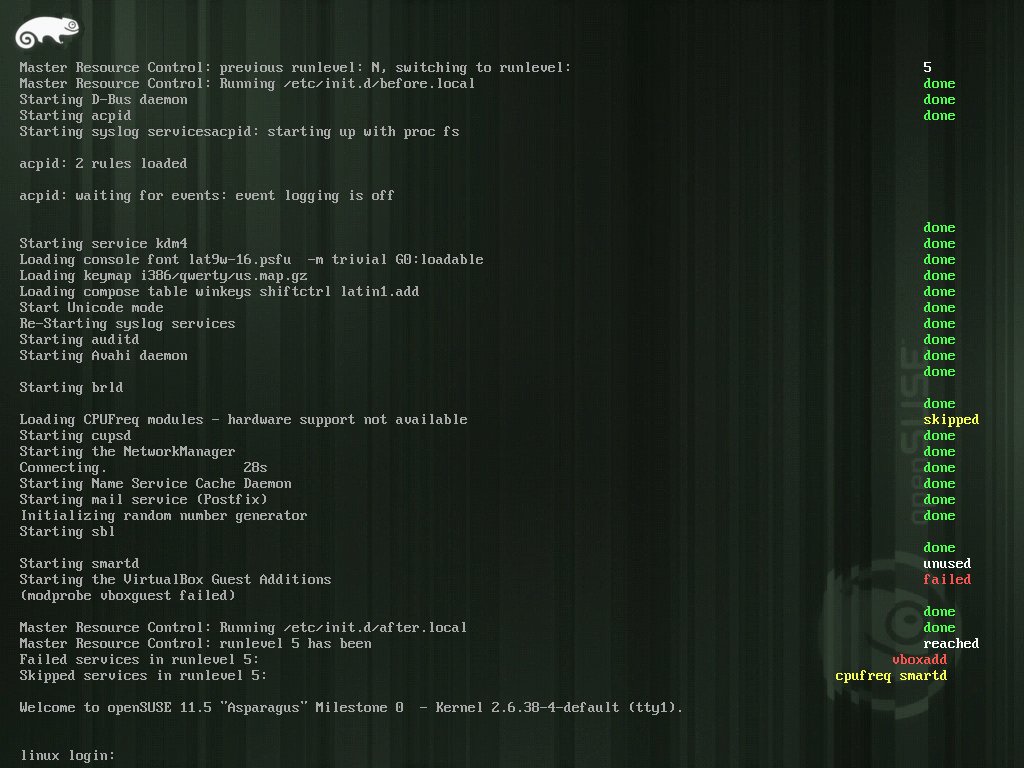 Master Resource Control: previous runlevel: N, switching to runlevel: 5
Master Resource Control: Running /etc/init.d/before.local done
Starting D-Bus daemon done
Starting acpid done
Starting syslog servicesacpid: starting up with proc fs
acpid: 2 rules loaded
acpid: waiting for events: event logging is off
done
Starting service kdm4 done
Loading console font lat9w-16.psfu  -m trivial G0:loadable done
Loading keymap i386/qwerty/us.map.gz done
Loading compose table winkeys shiftctrl latin1.add done
Start Unicode mode done
Re-Starting syslog services done
Starting auditd done
Starting Avahi daemon done
done
Starting brld
done
Loading CPUFreq modules - hardware support not available skipped
Starting cupsd done
Starting the NetworkManager done
Connecting. 28s done
Starting Name Service Cache Daemon done
Starting mail service (Postfix) done
Initializing random number generator done
Starting sbl
done
Starting smartd unused
Starting the VirtualBox Guest Additions failed
(modprobe vboxguest failed)
done
Master Resource Control: Running /etc/init.d/after.local done
Master Resource Control: runlevel 5 has been reached
Failed services in runlevel 5: vboxadd
Skipped services in runlevel 5: cpufreq smartd
Welcome to openSUSE 11.5 "Asparagus" Milestone 0  - Kernel 2.6.38-4-default (tty1).
linux login:
openSUSE